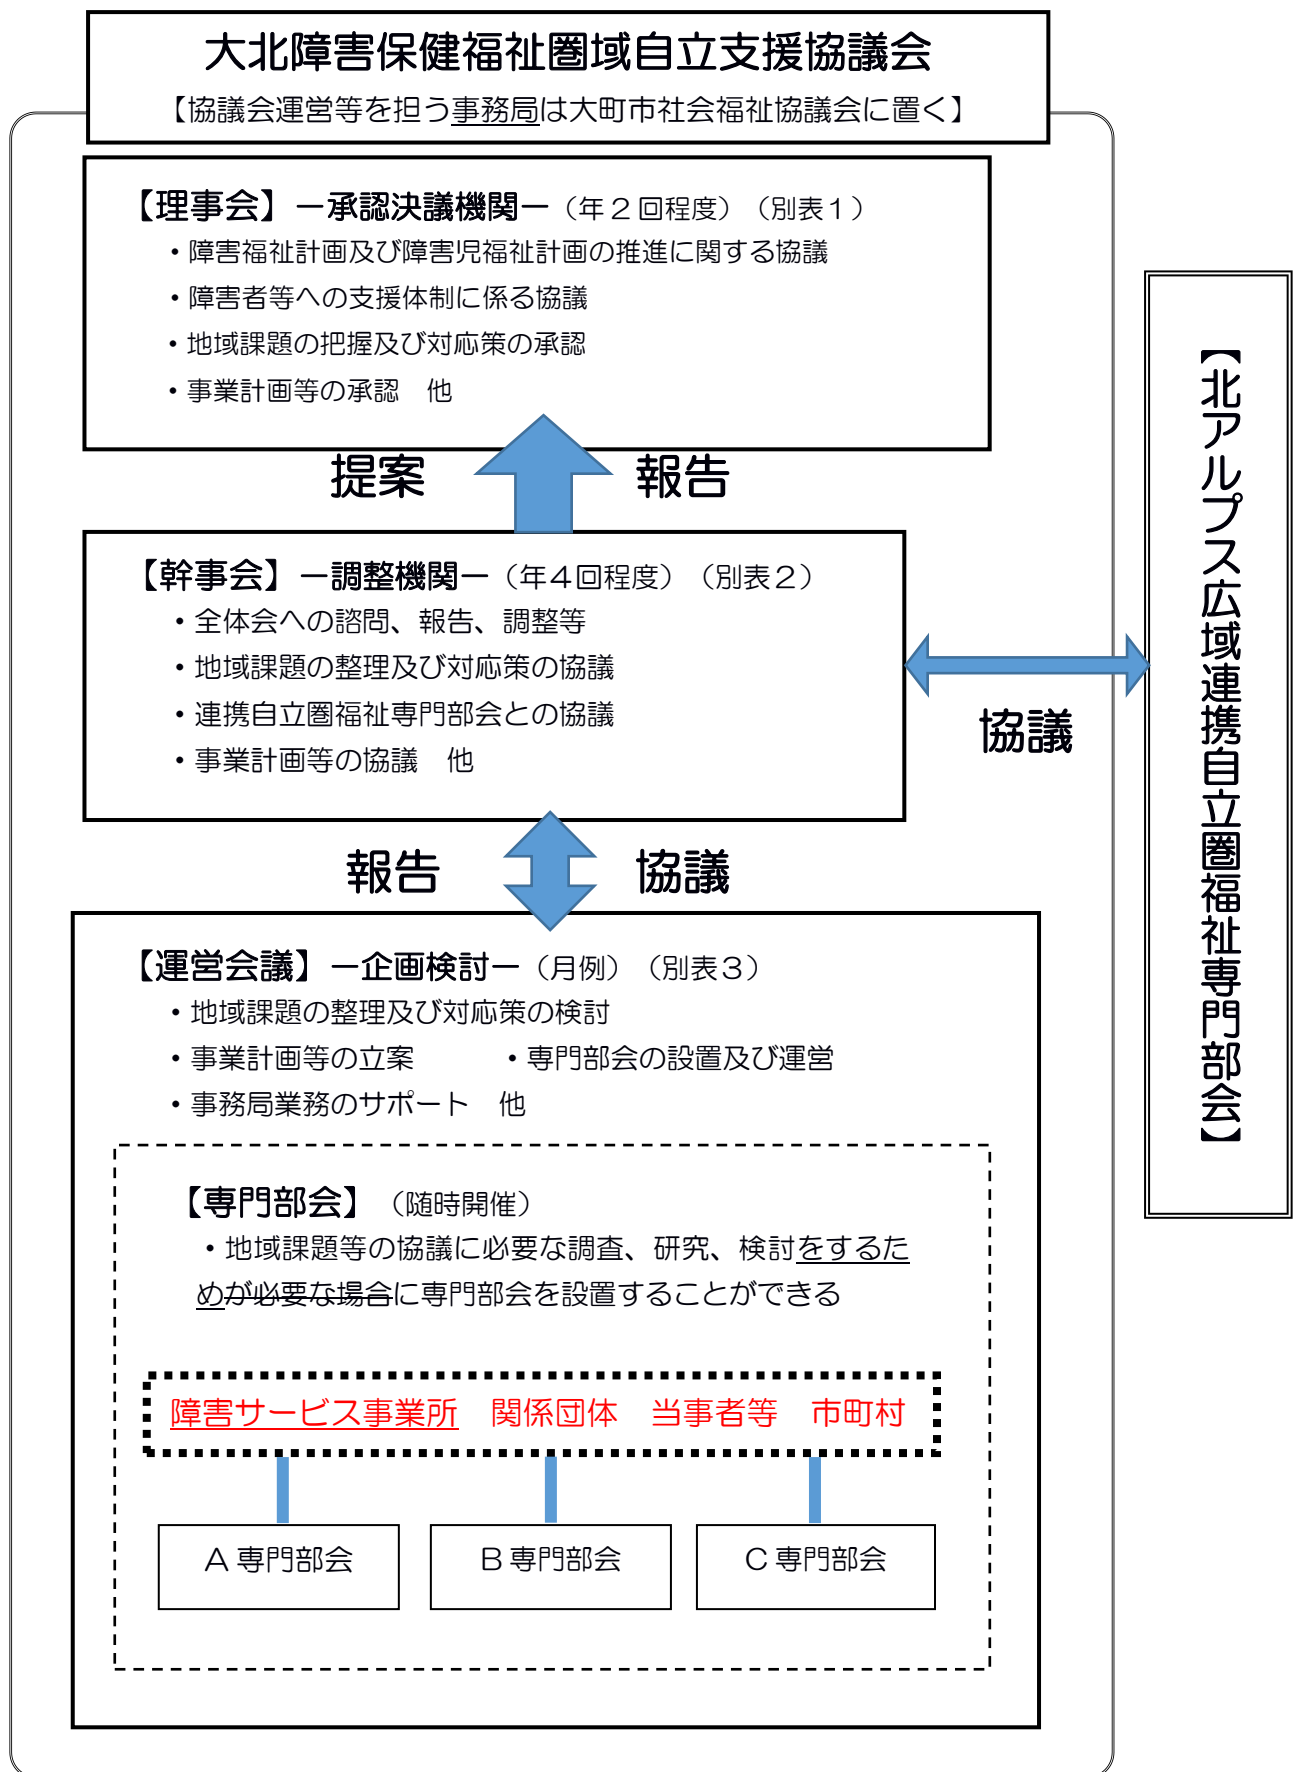 大北障害保健福祉圏域自立支援協議会
【協議会運営等を担う事務局は大町市社会福祉協議会に置く】
【理事会】－承認決議機関－（年２回程度）（別表１）
・障害福祉計画及び障害児福祉計画の推進に関する協議
・障害者等への支援体制に係る協議
・地域課題の把握及び対応策の承認
・事業計画等の承認　他
提案　報告
【幹事会】－調整機関－（年４回程度）（別表２）
・全体会への諮問、報告、調整等
・地域課題の整理及び対応策の協議
・連携自立圏福祉専門部会との協議
・事業計画等の協議　他
協議
【北アルプス広域連携自立圏福祉専門部会】
報告　協議
【運営会議】－企画検討－（月例）（別表３）
・地域課題の整理及び対応策の検討
・事業計画等の立案　・専門部会の設置及び運営
・事務局業務のサポート　他
【専門部会】（随時開催）
・地域課題等の協議に必要な調査、研究、検討をするた
めが必要な場合に専門部会を設置することができる
障害サービス事業所　関係団体　当事者等　市町村
Ａ専門部会　Ｂ専門部会　Ｃ専門部会